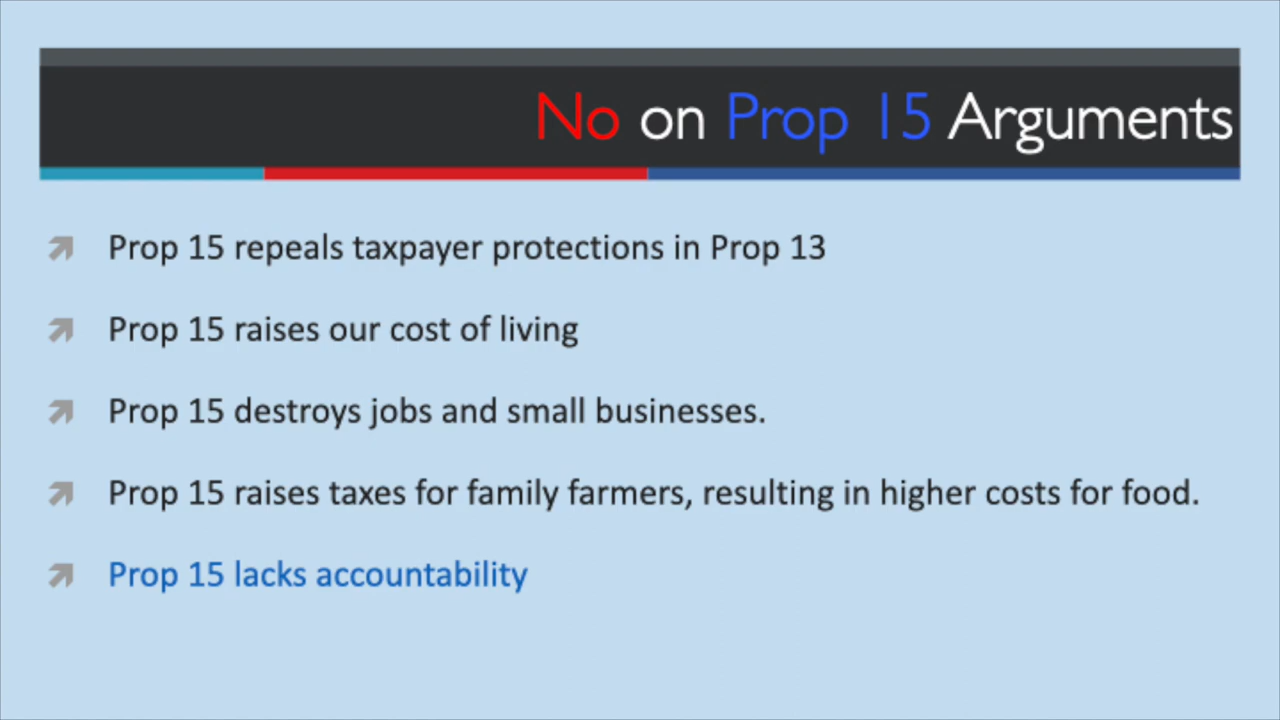 No on Prop 15 Arguments
Prop 15 repeals taxpayer protections in Prop 13
Prop 15 raises our cost of living
Prop 15 destroys jobs and small businesses.
Prop 15 raises taxes for family farmers, resulting in higher costs for food.
Prop 15 lacks accountability